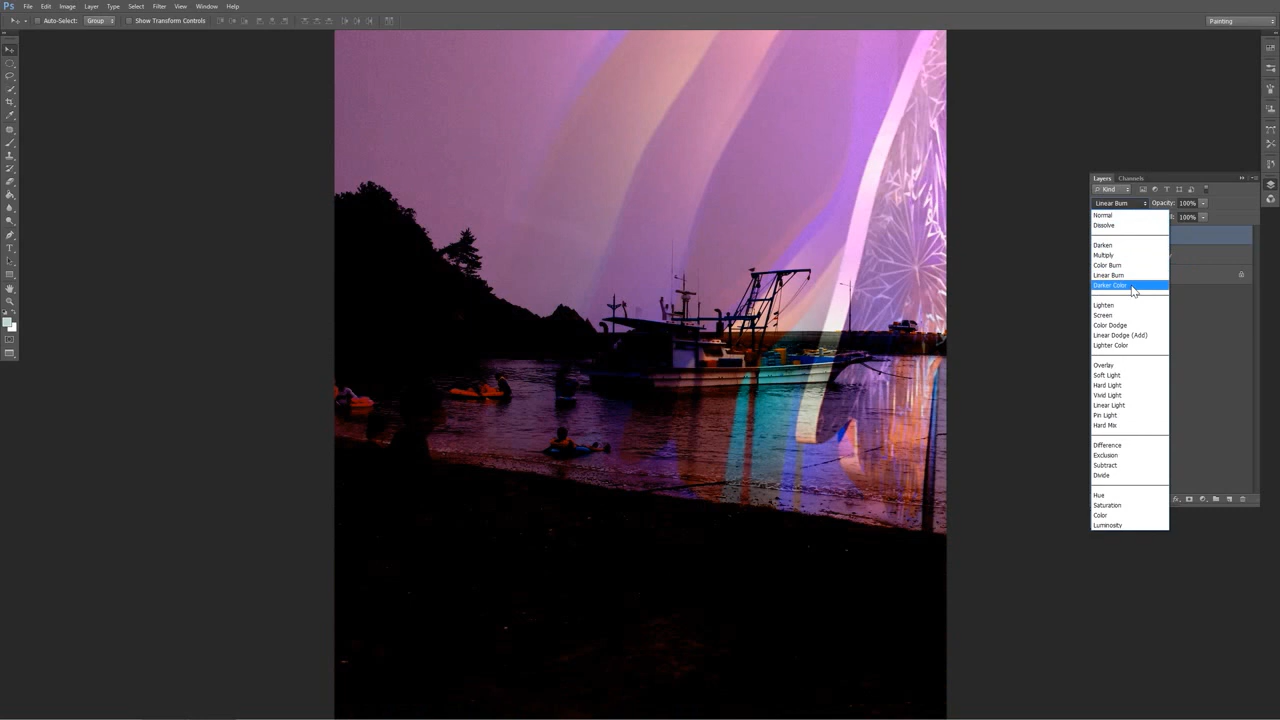 Ps File Edit Image Layer Type Select Filter View Window Help
Auto-Select: Group Show Transform Controls Painting
Layers Channels
Kind
Linear Burn Opacity: 100%
100%
Normal
Dissolve
Darken
Multiply
Color Burn
Linear Burn
Darker Color
Lighten
Screen
Color Dodge
Linear Dodge (Add)
Lighter Color
Overlay
Soft Light
Hard Light
Vivid Light
Linear Light
Pin Light
Hard Mix
Difference
Exclusion
Subtract
Divide
Hue
Saturation
Color
Luminosity